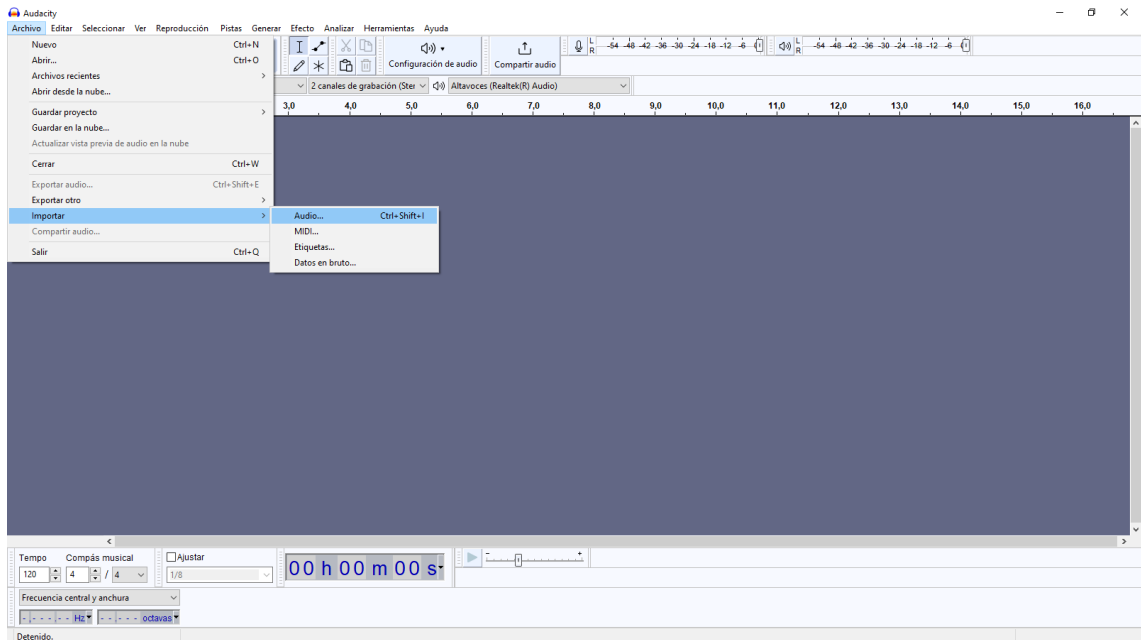 Audacity
Archivo Editar Seleccionar Ver Reproducción Pistas Generar Efecto Analizar Herramientas Ayuda
Nuevo Ctrl+N
Abrir... Ctrl+O
Archivos recientes
Abrir desde la nube...
Guardar proyecto
Guardar en la nube...
Actualizar vista previa de audio en la nube
Cerrar Ctrl+W
Exportar audio... Ctrl+Shift+E
Exportar otro
Importar
Compartir audio...
Salir Ctrl+Q
Audio... Ctrl+Shift+I
MIDI...
Etiquetas...
Datos en bruto...
Configuración de audio
Compartir audio
L R -54 -48 -42 -36 -30 -24 -18 -12 -6
L R -54 -48 -42 -36 -30 -24 -18 -12 -6
2 canales de grabación (Ster
Altavoces (Realtek(R) Audio)
3,0 4,0 5,0 6,0 7,0 8,0 9,0 10,0 11,0 12,0 13,0 14,0 15,0 16,0
Tempo Compás musical
120 4 / 4
Ajustar
1/8
00 h 00 m 00 s
- +
Frecuencia central y anchura
Hz octavas
Detenido.